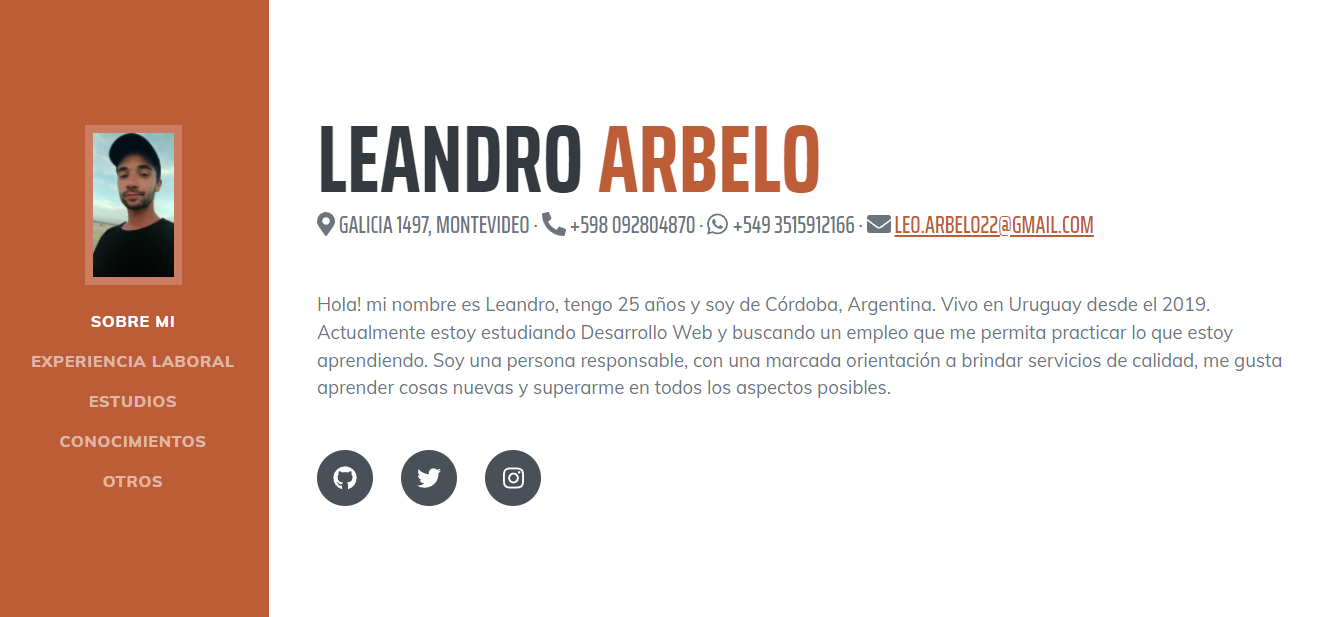 SOBRE MI
EXPERIENCIA LABORAL
ESTUDIOS
CONOCIMIENTOS
OTROS
LEANDRO ARBELO
GALICIA 1497, MONTEVIDEO · +598 092804870 · +549 3515912166 · LEO.ARBELO22@GMAIL.COM
Hola! mi nombre es Leandro, tengo 25 años y soy de Córdoba, Argentina. Vivo en Uruguay desde el 2019.
Actualmente estoy estudiando Desarrollo Web y buscando un empleo que me permita practicar lo que estoy
aprendiendo. Soy una persona responsable, con una marcada orientación a brindar servicios de calidad, me gusta
aprender cosas nuevas y superarme en todos los aspectos posibles.